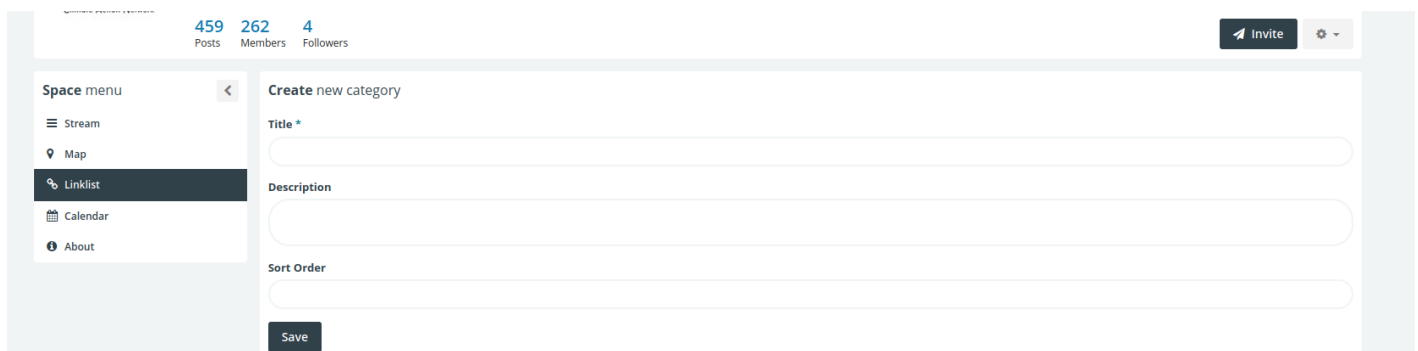 459 262 4
Posts Members Followers
Invite
Space menu
Stream
Map
Linklist
Calendar
About
Create new category
Title *
Description
Sort Order
Save